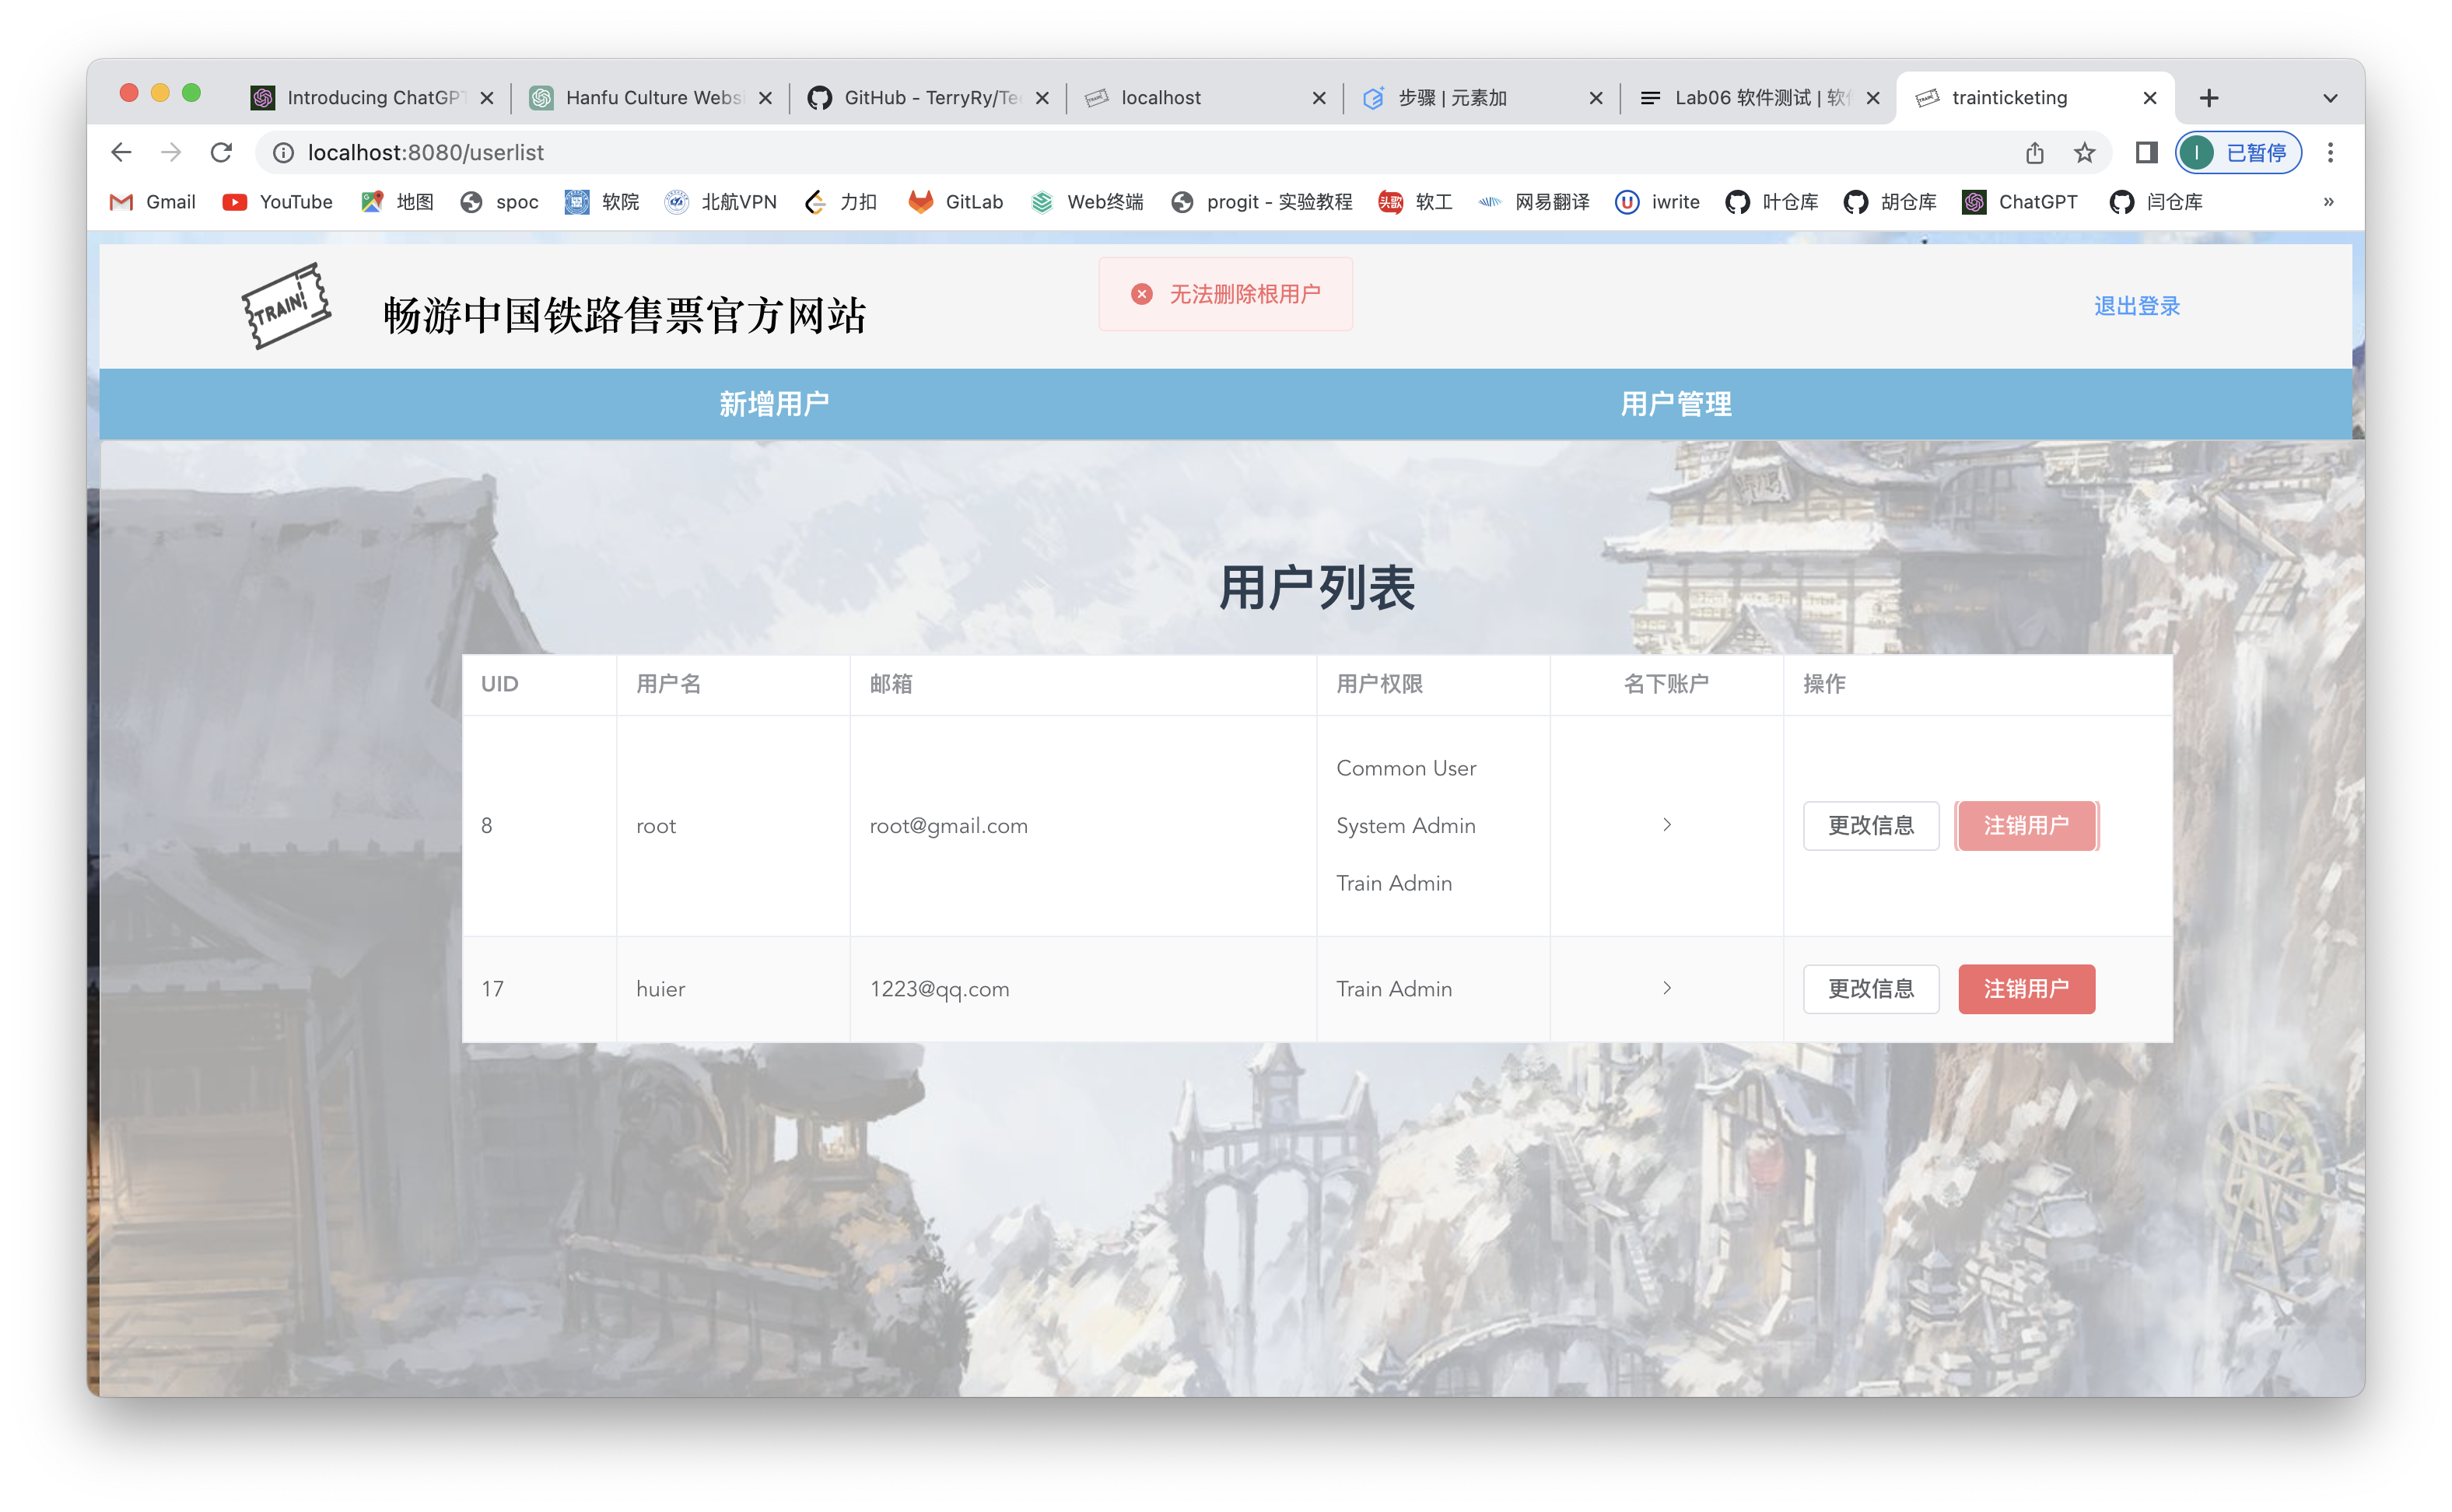 Introducing ChatGPT
Hanfu Culture Websi
GitHub - TerryRy/Tec
localhost
步骤 | 元素加
Lab06 软件测试 | 软
trainticketing
localhost:8080/userlist
I
已暂停
Gmail
YouTube
地图
spoc
软院
北航VPN
力扣
GitLab
Web终端
progit - 实验教程
头歌
软工
网易翻译
iwrite
叶仓库
胡仓库
ChatGPT
闫仓库
»
TRAIN
畅游中国铁路售票官方网站
无法删除根用户
退出登录
新增用户
用户管理
用户列表
UID 用户名 邮箱 用户权限 名下账户 操作
Common User
8 root root@gmail.com System Admin 更改信息 注销用户
Train Admin
17 huier 1223@qq.com Train Admin 更改信息 注销用户